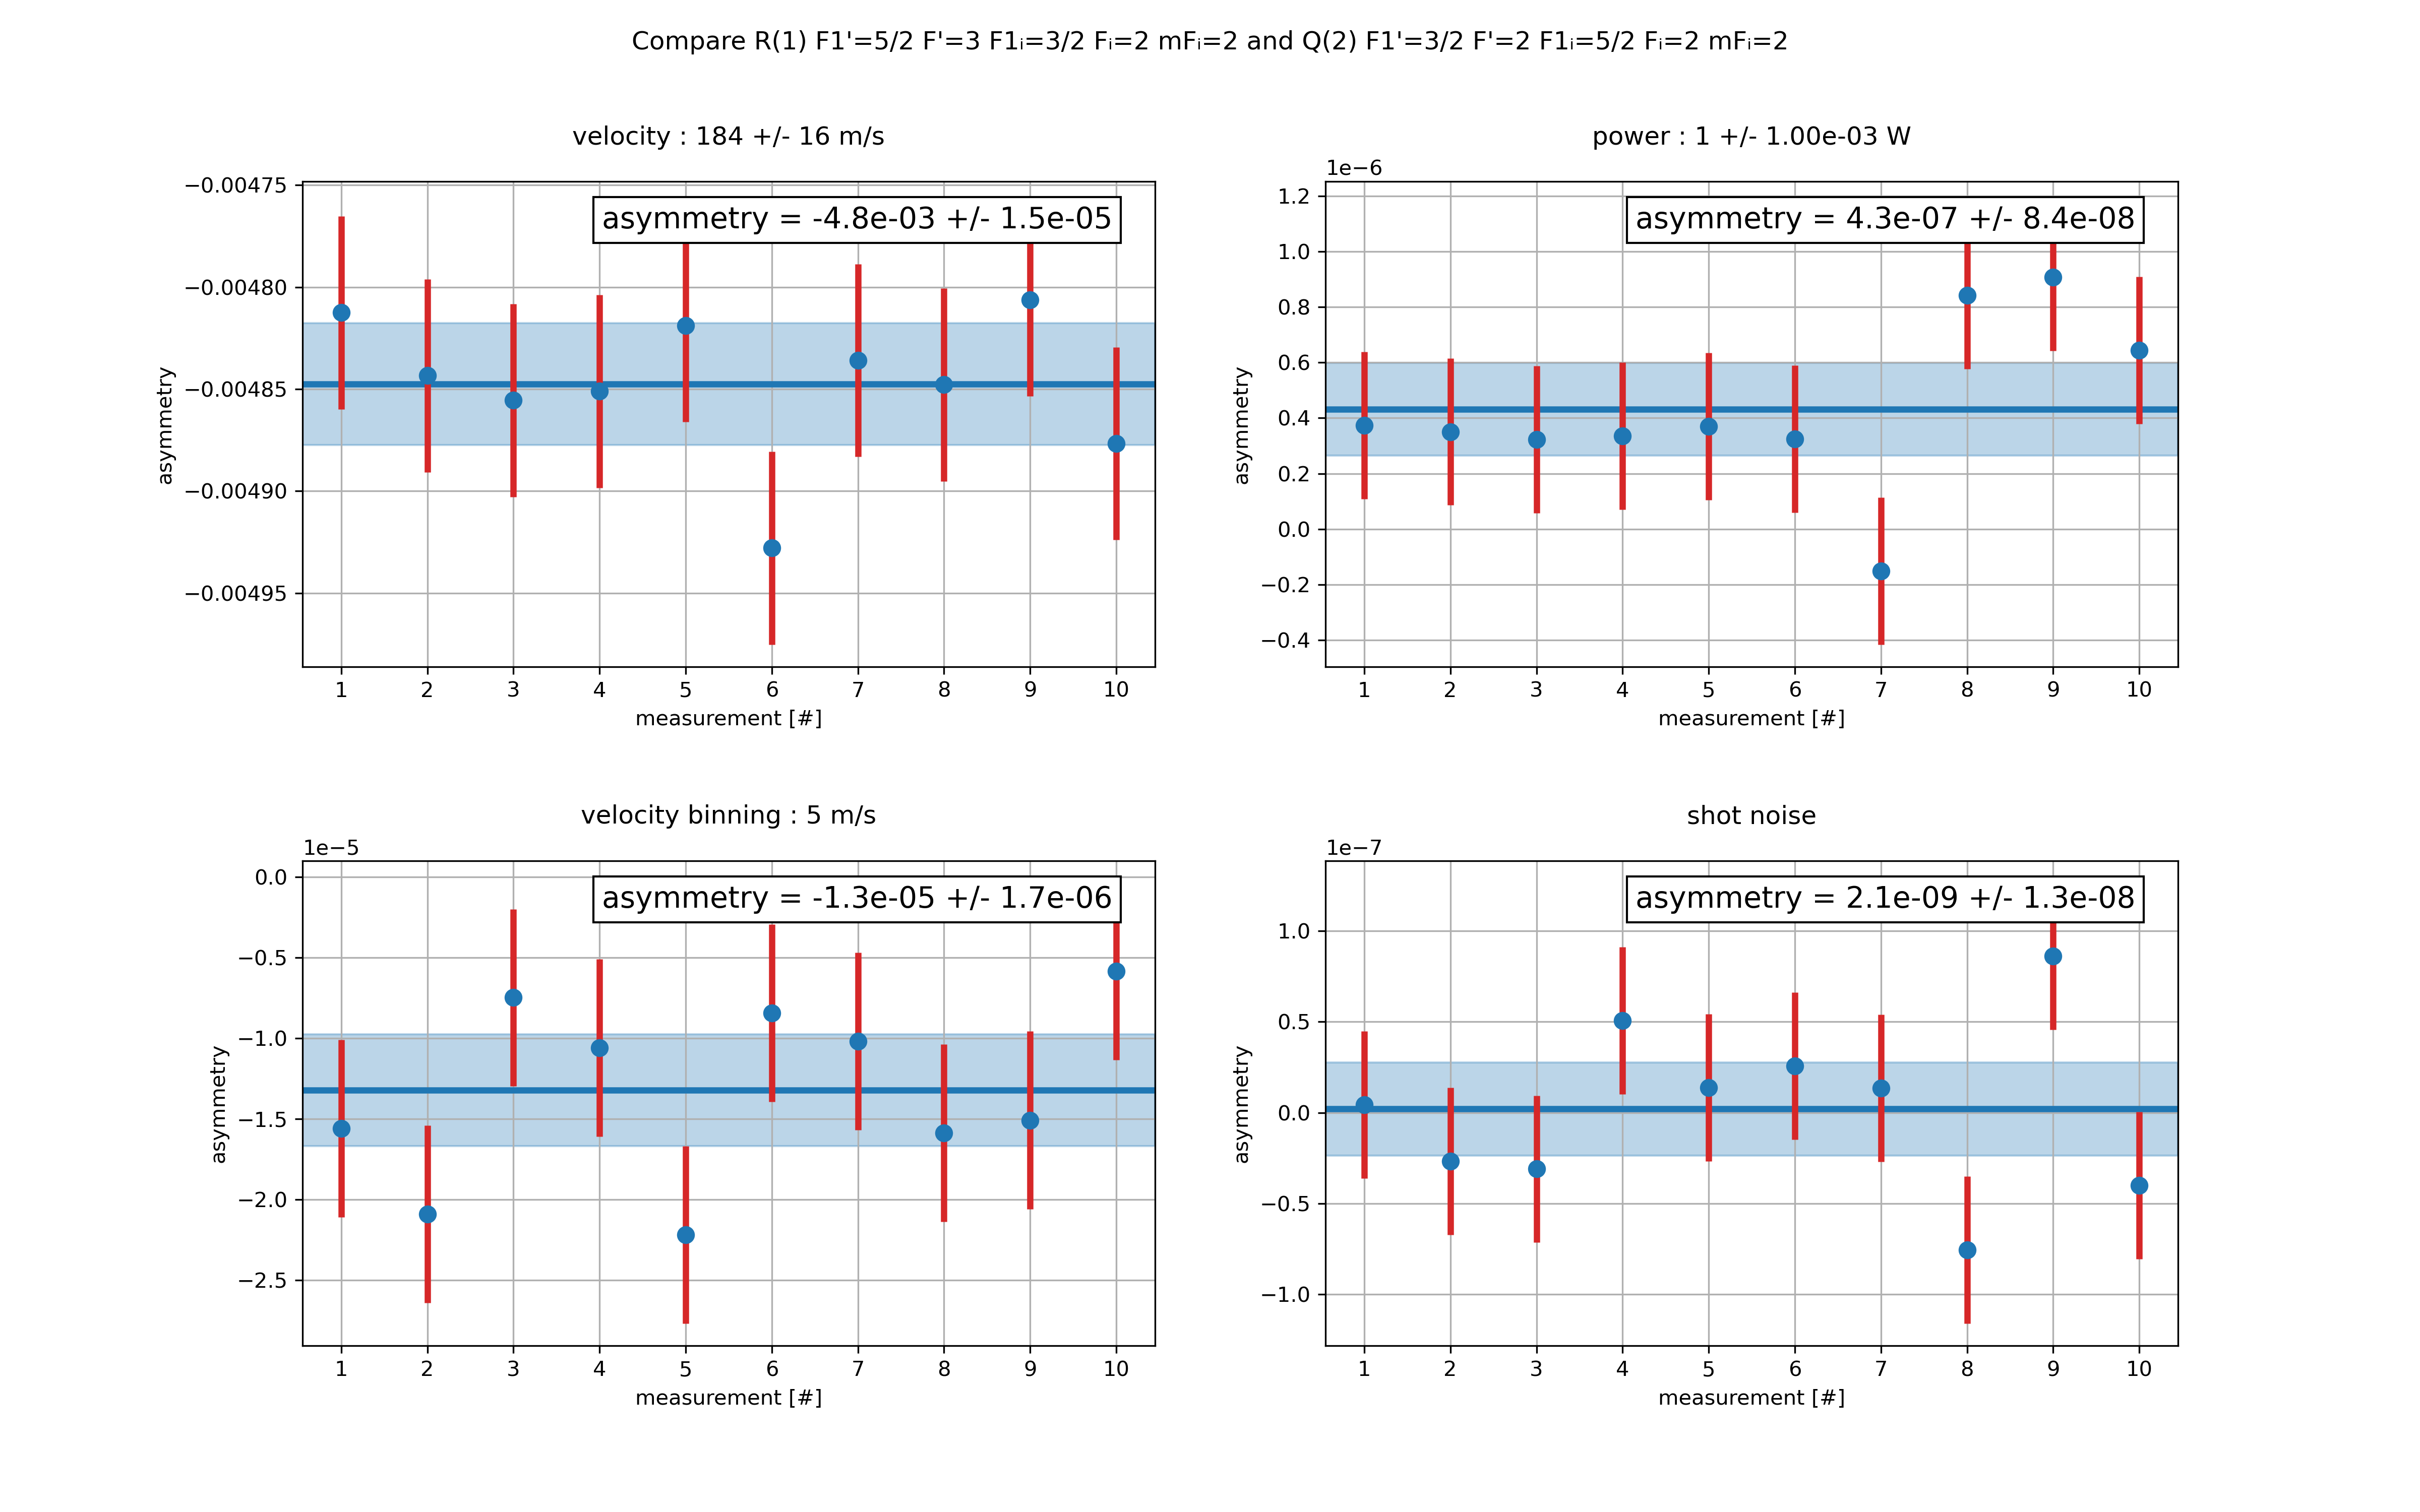 Compare R(1) F1'=5/2 F'=3 F1ᵢ=3/2 Fᵢ=2 mFᵢ=2 and Q(2) F1'=3/2 F'=2 F1ᵢ=5/2 Fᵢ=2 mFᵢ=2
velocity : 184 +/- 16 m/s
asymmetry = -4.8e-03 +/- 1.5e-05
−0.00475
−0.00480
−0.00485
−0.00490
−0.00495
asymmetry
1 2 3 4 5 6 7 8 9 10
measurement [#]
power : 1 +/- 1.00e-03 W
1e−6
asymmetry = 4.3e-07 +/- 8.4e-08
1.2
1.0
0.8
0.6
0.4
0.2
0.0
−0.2
−0.4
asymmetry
1 2 3 4 5 6 7 8 9 10
measurement [#]
velocity binning : 5 m/s
1e−5
asymmetry = -1.3e-05 +/- 1.7e-06
0.0
−0.5
−1.0
−1.5
−2.0
−2.5
asymmetry
1 2 3 4 5 6 7 8 9 10
measurement [#]
shot noise
1e−7
asymmetry = 2.1e-09 +/- 1.3e-08
1.0
0.5
0.0
−0.5
−1.0
asymmetry
1 2 3 4 5 6 7 8 9 10
measurement [#]